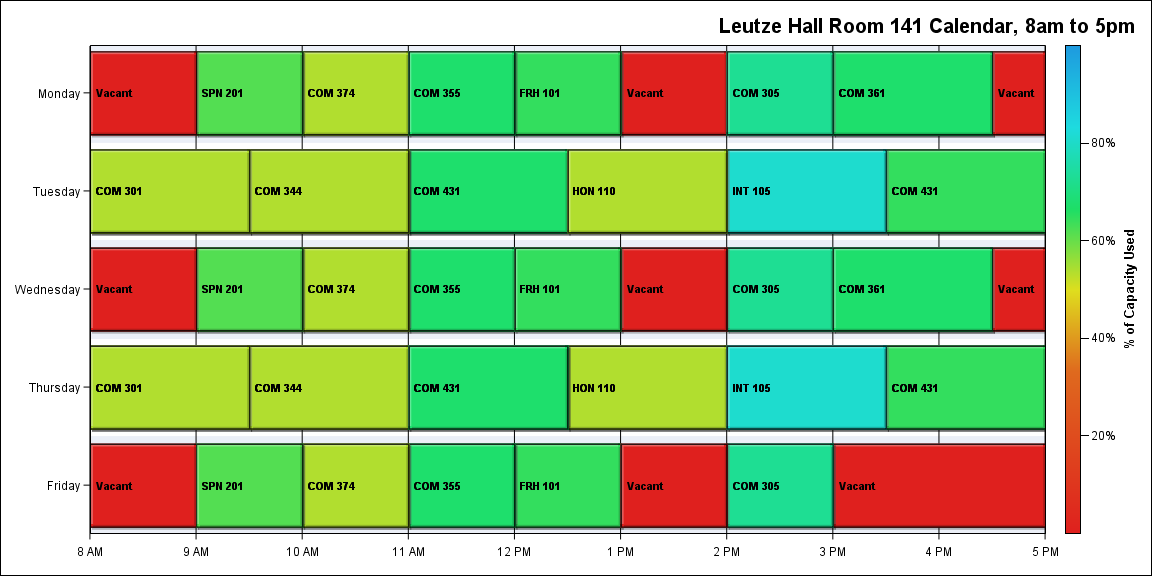 Leutze Hall Room 141 Calendar, 8am to 5pm
Monday
Vacant
SPN 201
COM 374
COM 355
FRH 101
Vacant
COM 305
COM 361
Vacant
Tuesday
COM 301
COM 344
COM 431
HON 110
INT 105
COM 431
Wednesday
Vacant
SPN 201
COM 374
COM 355
FRH 101
Vacant
COM 305
COM 361
Vacant
Thursday
COM 301
COM 344
COM 431
HON 110
INT 105
COM 431
Friday
Vacant
SPN 201
COM 374
COM 355
FRH 101
Vacant
COM 305
Vacant
8 AM
9 AM
10 AM
11 AM
12 PM
1 PM
2 PM
3 PM
4 PM
5 PM
80%
60%
40%
20%
% of Capacity Used